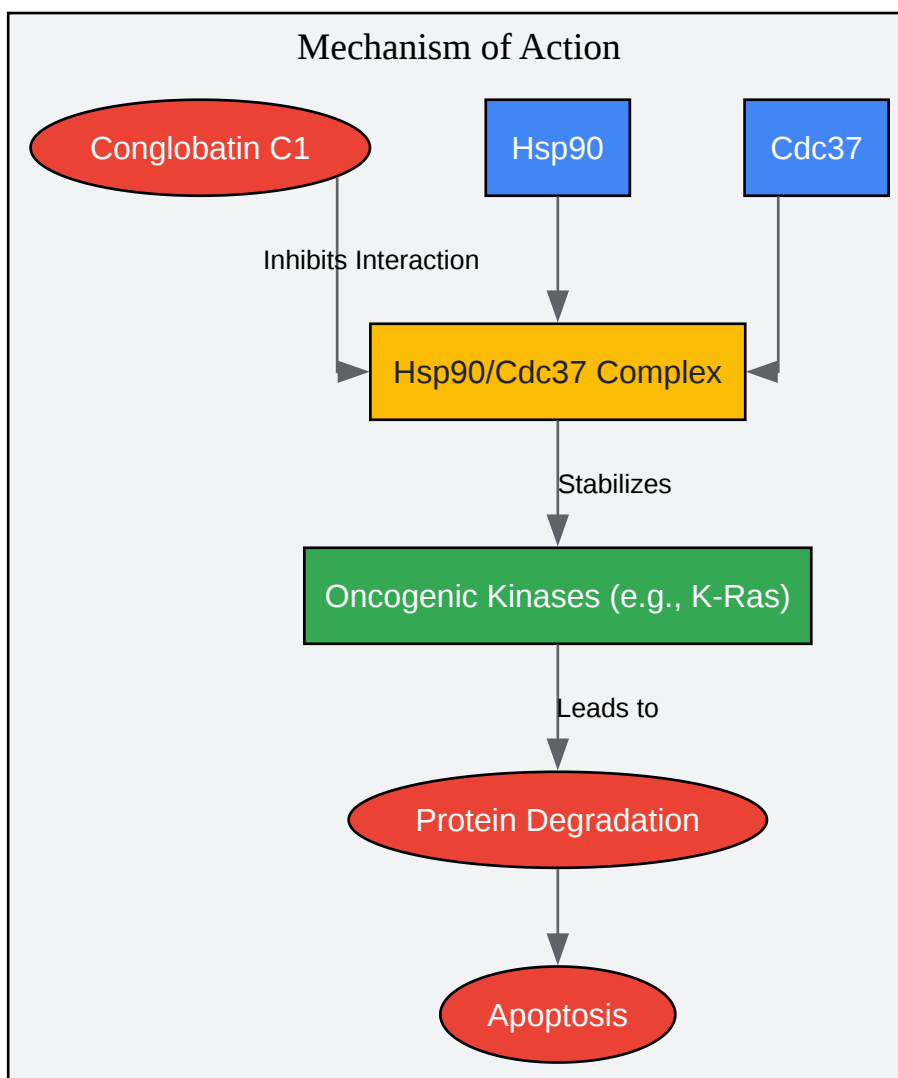 Mechanism of Action
Conglobatin C1
Hsp90
Cdc37
Inhibits Interaction
Hsp90/Cdc37 Complex
Stabilizes
Oncogenic Kinases (e.g., K-Ras)
Leads to
Protein Degradation
Apoptosis